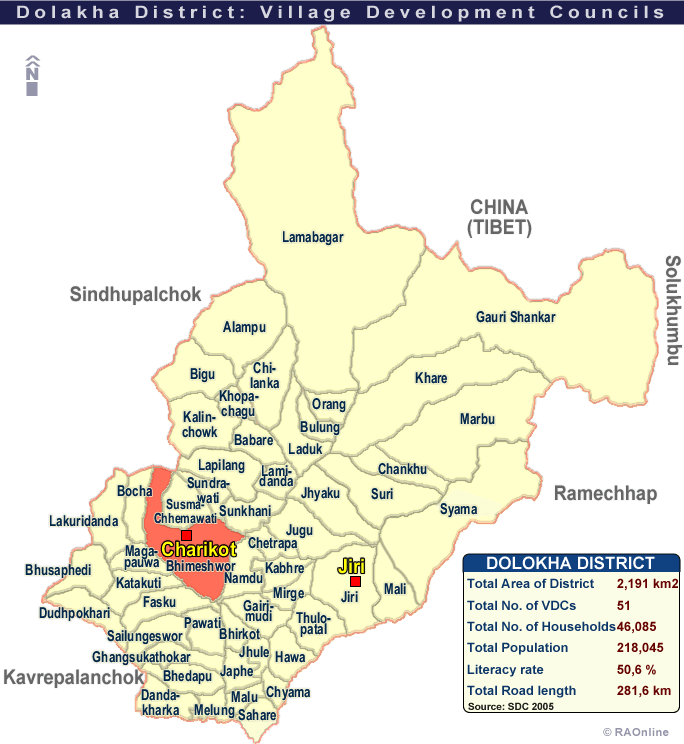 Dolakha District: Village Development Councils
N
CHINA
(TIBET)
Lamabagar
Solukhumbu
Sindhupalchok
Gauri Shankar
Alampu
Bigu
Chi-
lanka
Khare
Khopa-
chagu
Orang
Kalin-
chowk
Bulung
Marbu
Babare
Laduk
Lapilang
Lami-
danda
Chankhu
Sundra-
wati
Bocha
Jhyaku
Suri
Ramechhap
Susma-
Chhemawati
Sunkhani
Syama
Lakuridanda
Jugu
Chetrapa
Charikot
Maga-
pauwa
Bhimeshwor
Jiri
Kabhre
Bhusaphedi
Katakuti
Namdu
Mali
Mirge
Jiri
Fasku
Gairi-
mudi
Dudhpokhari
Thulo-
patal
Pawati
Sailungeswor
Bhirkot
Jhule
Ghangsukathokar
Hawa
Kavrepalanchok
Bhedapu
Japhe
Danda-
kharka
Malu
Chyama
Melung
Sahare
DOLOKHA DISTRICT
Total Area of District 2,191 km2
Total No. of VDCs 51
Total No. of Households 46,085
Total Population 218,045
Literacy rate 50,6 %
Total Road length 281,6 km
Source: SDC 2005
© RAOnline